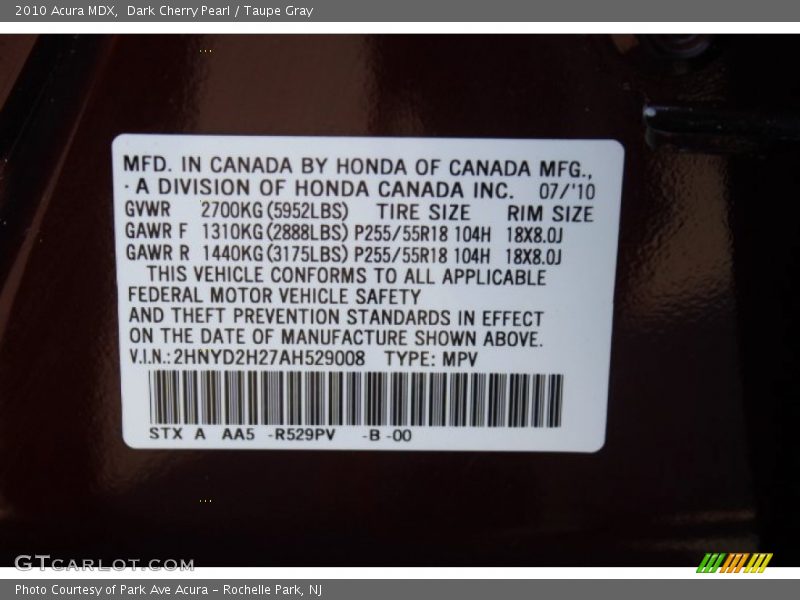 2010 Acura MDX, Dark Cherry Pearl / Taupe Gray
MFD. IN CANADA BY HONDA OF CANADA MFG.,
· A DIVISION OF HONDA CANADA INC. 07/'10
GVWR 2700KG(5952LBS) TIRE SIZE RIM SIZE
GAWR F 1310KG(2888LBS) P255/55R18 104H 18X8.0J
GAWR R 1440KG(3175LBS) P255/55R18 104H 18X8.0J
THIS VEHICLE CONFORMS TO ALL APPLICABLE
FEDERAL MOTOR VEHICLE SAFETY
AND THEFT PREVENTION STANDARDS IN EFFECT
ON THE DATE OF MANUFACTURE SHOWN ABOVE.
V.I.N.: 2HNYD2H27AH529008 TYPE: MPV
STX A AA5 -R529PV -B -00
GTCARLOT.COM
Photo Courtesy of Park Ave Acura – Rochelle Park, NJ